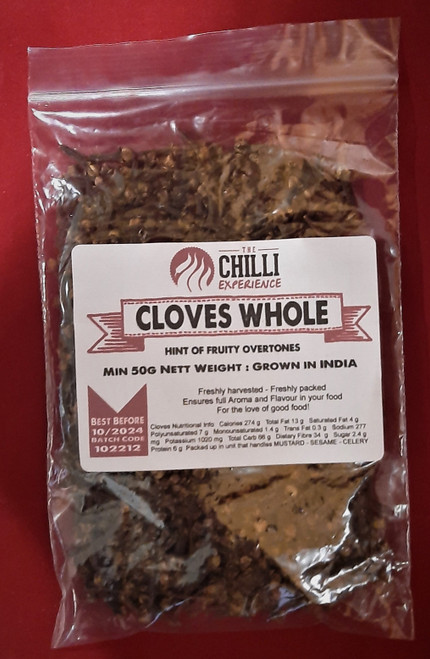 THE
CHILLI
EXPERIENCE
CLOVES WHOLE
HINT OF FRUITY OVERTONES
MIN 50G NETT WEIGHT : GROWN IN INDIA
Freshly harvested - Freshly packed
Ensures full Aroma and Flavour in your food
For the love of good food!
BEST BEFORE
10/2024
BATCH CODE
102212
Cloves Nutritional Info Calories 274 g Total Fat 13 g Saturated Fat 4 g
Polyunsaturated 7 g Monounsaturated 1.4 g Trans Fat 0.3 g Sodium 277
mg Potassium 1020 mg Total Carb 66 g Dietary Fibre 34 g Sugar 2.4 g
Protein 6 g Packed up in unit that handles MUSTARD - SESAME - CELERY